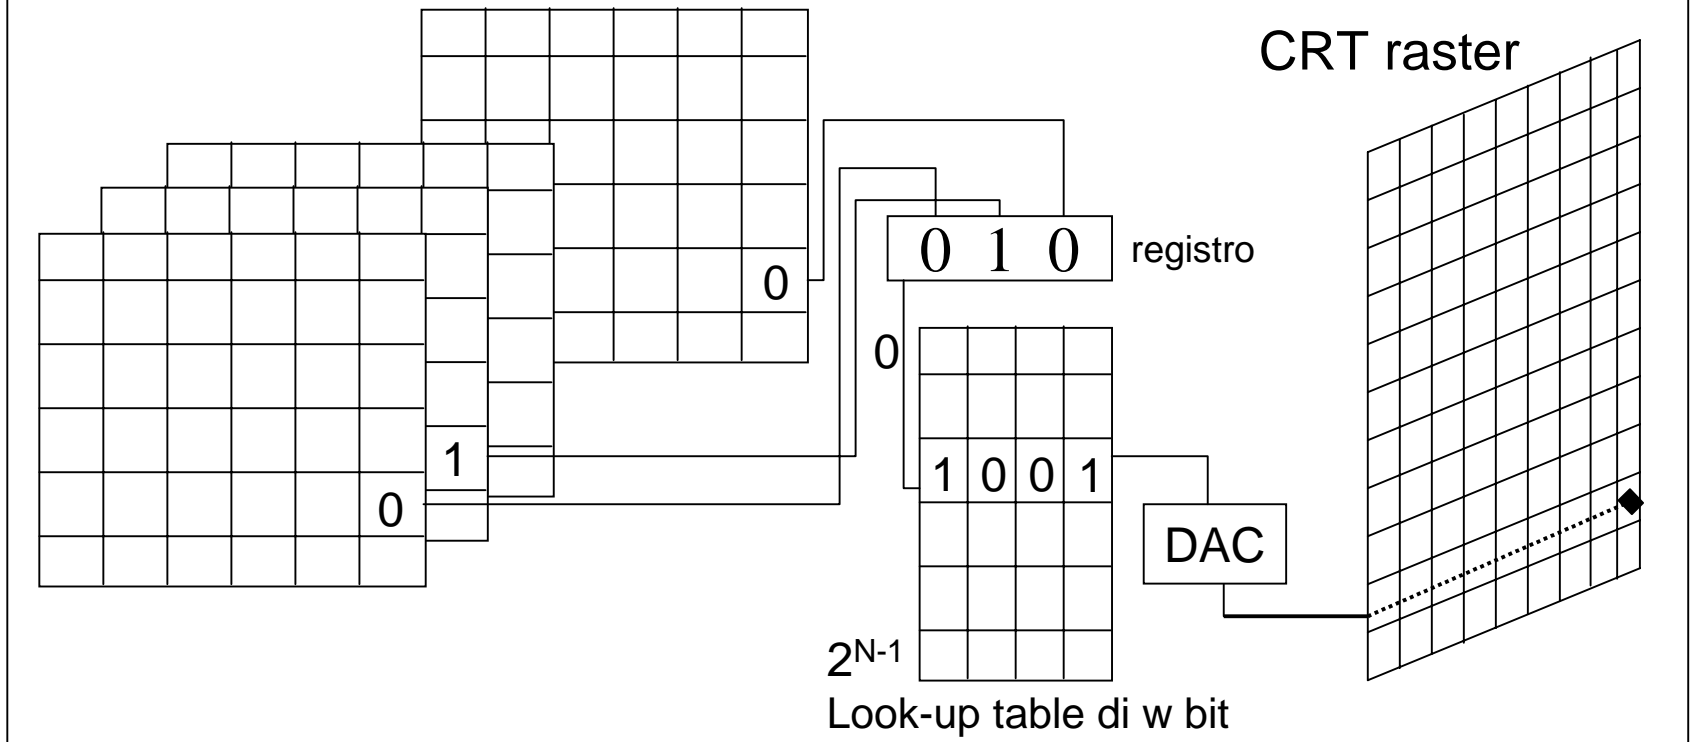 CRT raster
0 1 0
registro
0
0
1
1 0 0 1
0
DAC
2^N-1
Look-up table di w bit